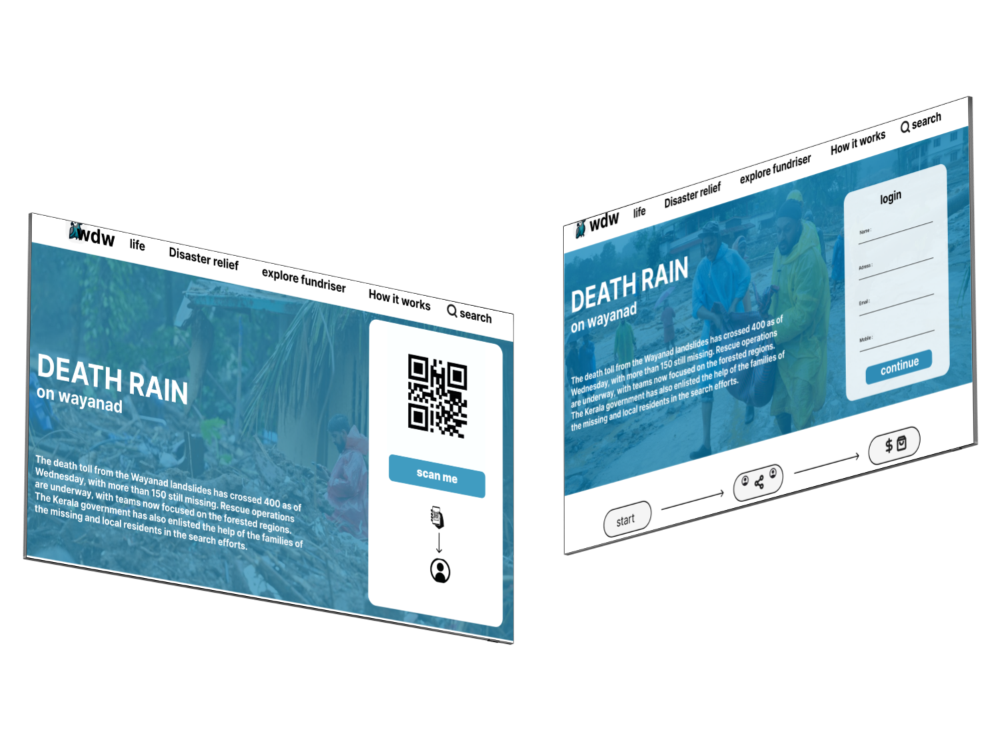 wdw
life
Disaster relief
explore fundriser
How it works
search
DEATH RAIN
on wayanad
The death toll from the Wayanad landslides has crossed 400 as of
Wednesday, with more than 150 still missing. Rescue operations
are underway, with teams now focused on the forested regions.
The Kerala government has also enlisted the help of the families of
the missing and local residents in the search efforts.
scan me
wdw
life
Disaster relief
explore fundriser
How it works
search
DEATH RAIN
on wayanad
The death toll from the Wayanad landslides has crossed 400 as of
Wednesday, with more than 150 still missing. Rescue operations
are underway, with teams now focused on the forested regions.
The Kerala government has also enlisted the help of the families of
the missing and local residents in the search efforts.
login
Name :
Adress :
Email :
Mobile :
continue
start
$